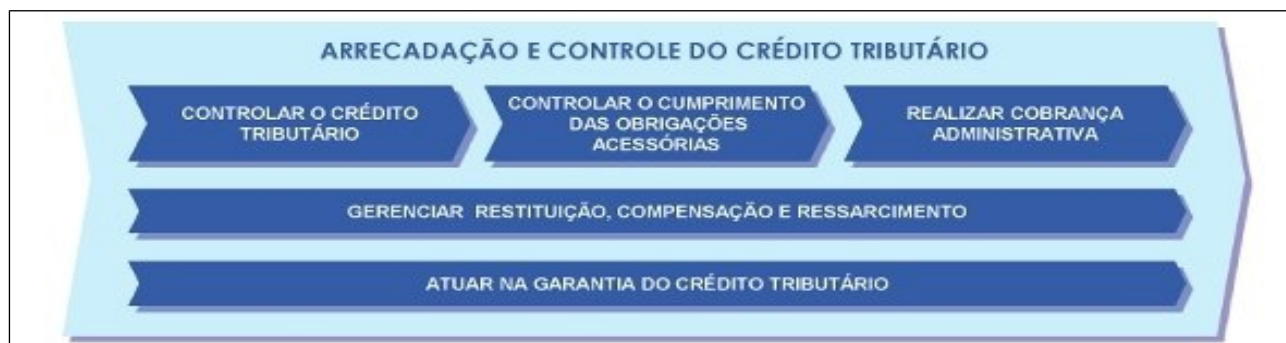 ARRECADAÇÃO E CONTROLE DO CRÉDITO TRIBUTÁRIO
CONTROLAR O CRÉDITO
TRIBUTÁRIO
CONTROLAR O CUMPRIMENTO
DAS OBRIGAÇÕES
ACESSÓRIAS
REALIZAR COBRANÇA
ADMINISTRATIVA
GERENCIAR RESTITUIÇÃO, COMPENSAÇÃO E RESSARCIMENTO
ATUAR NA GARANTIA DO CRÉDITO TRIBUTÁRIO